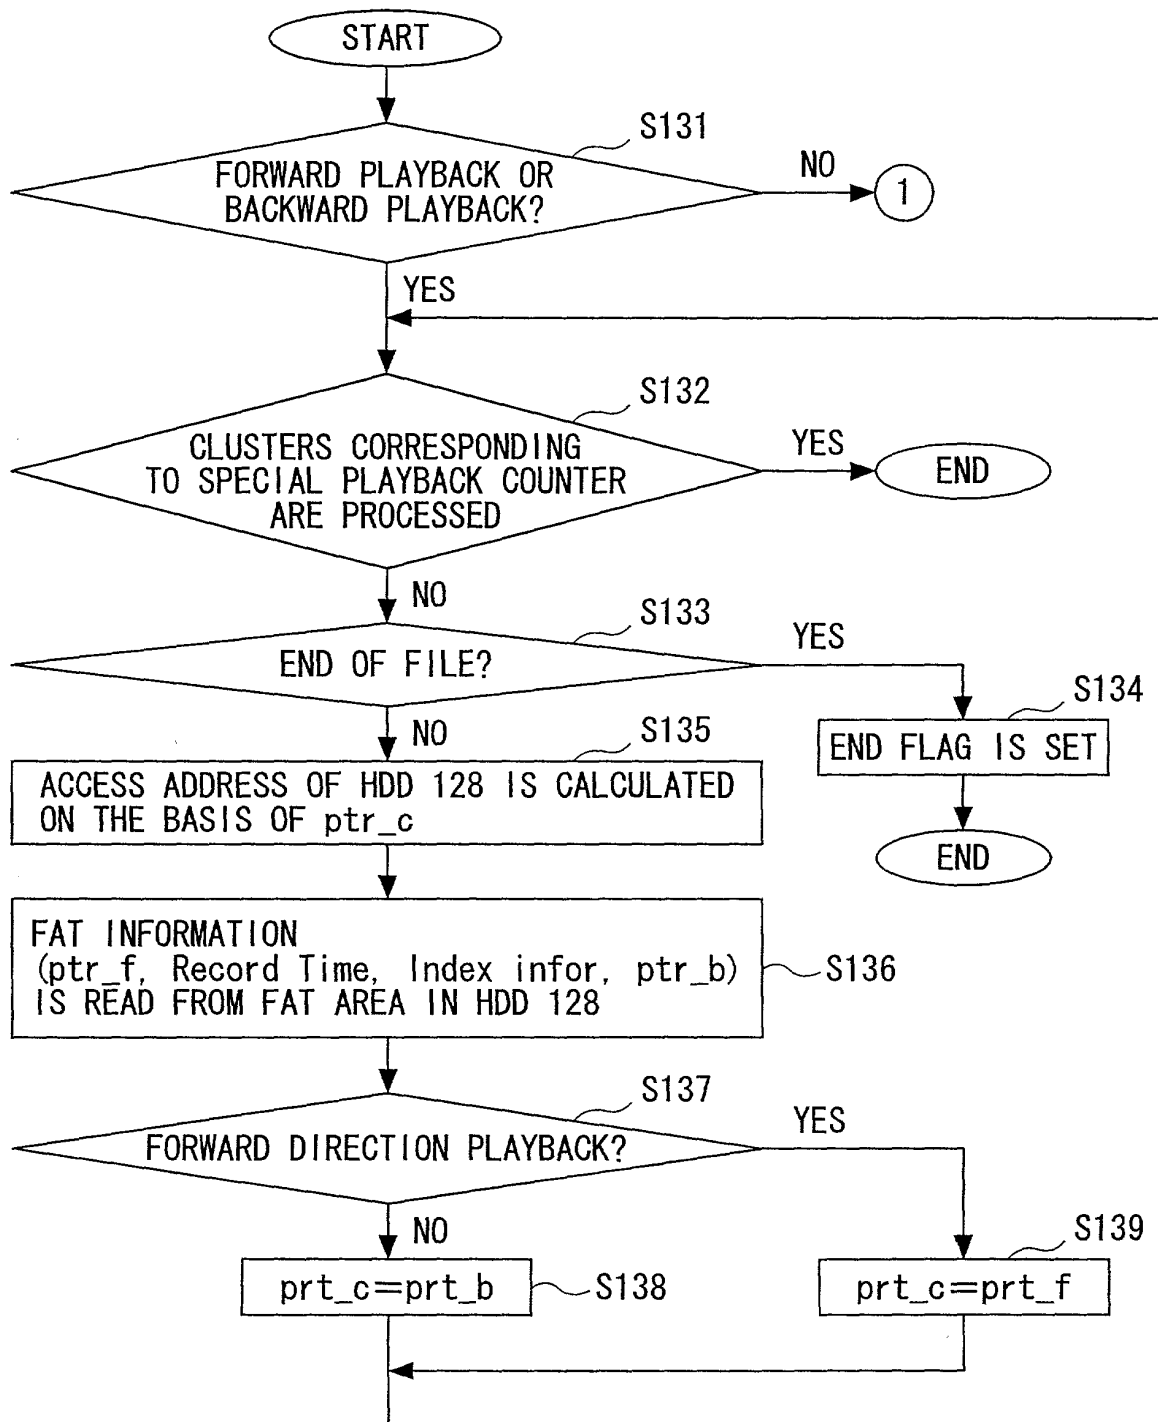 START
S131
FORWARD PLAYBACK OR
BACKWARD PLAYBACK?
NO
1
YES
S132
CLUSTERS CORRESPONDING
TO SPECIAL PLAYBACK COUNTER
ARE PROCESSED
YES
END
NO
S133
END OF FILE?
YES
S134
END FLAG IS SET
END
NO
S135
ACCESS ADDRESS OF HDD 128 IS CALCULATED
ON THE BASIS OF ptr_c
FAT INFORMATION
(ptr_f, Record Time, Index infor, ptr_b)
IS READ FROM FAT AREA IN HDD 128
S136
S137
FORWARD DIRECTION PLAYBACK?
YES
NO
prt_c=prt_b
S138
S139
prt_c=prt_f